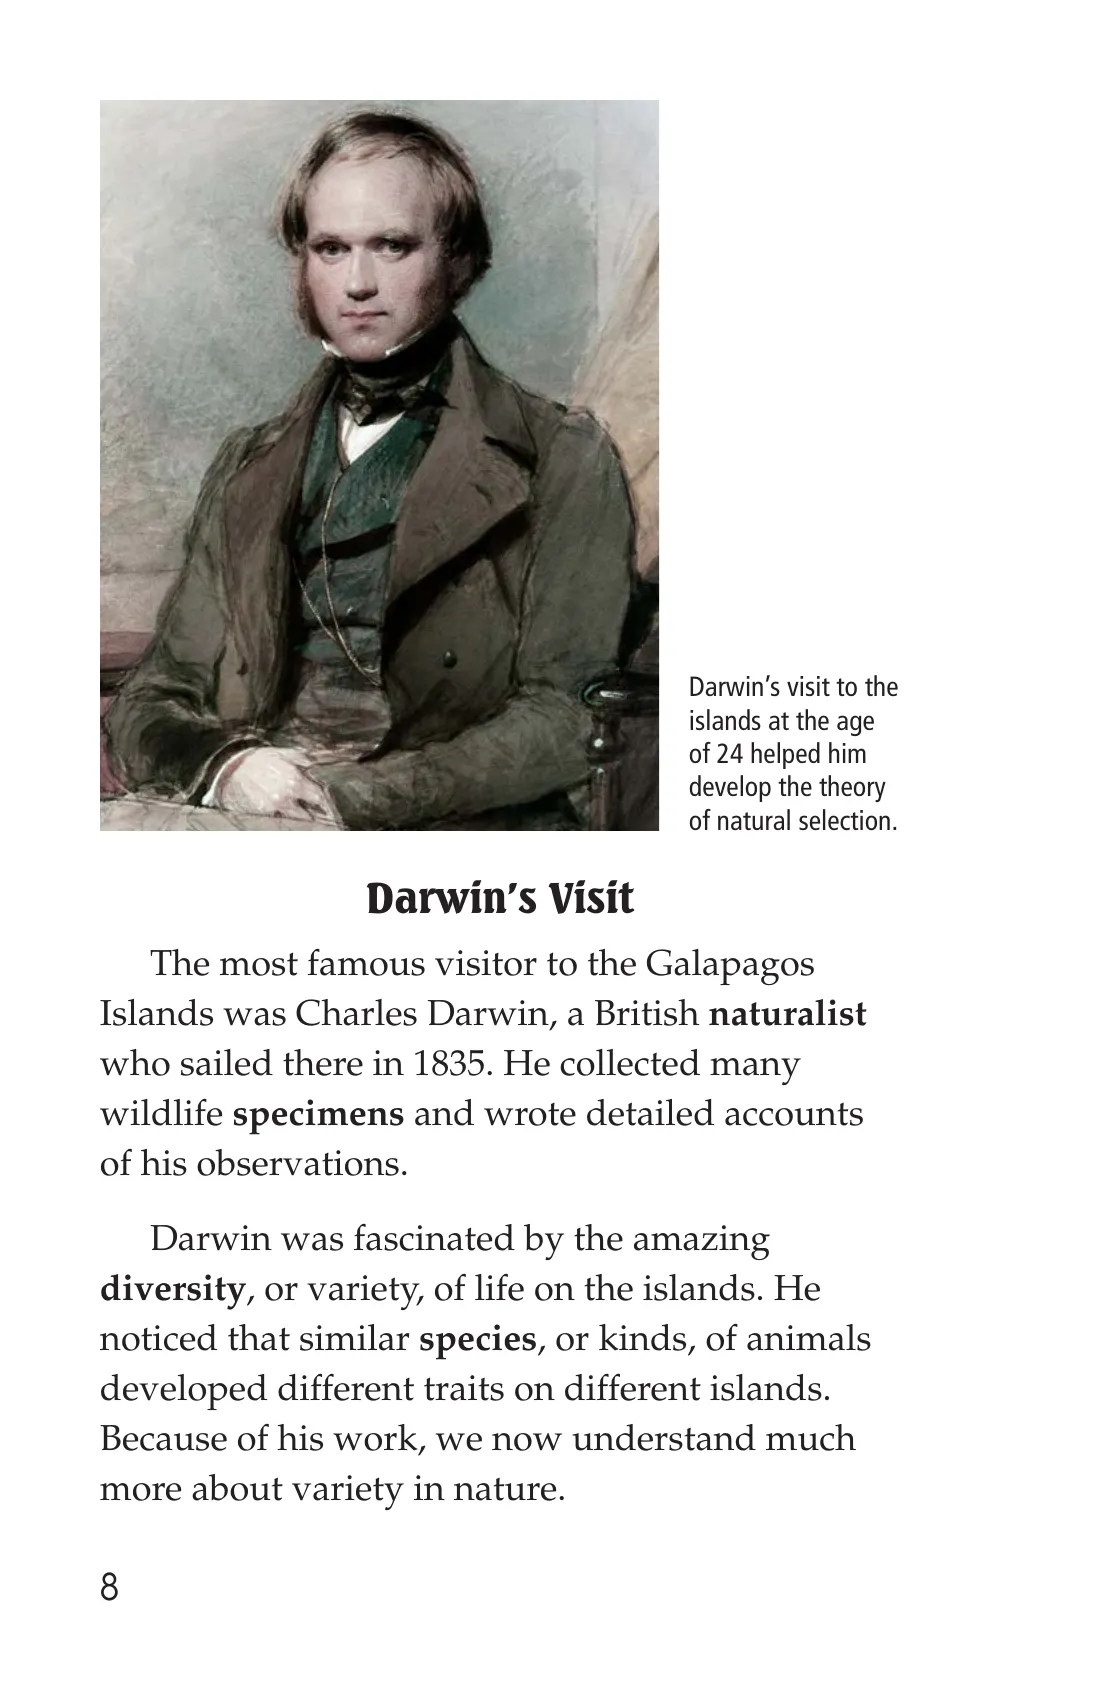 Darwin’s visit to the
islands at the age
of 24 helped him
develop the theory
of natural selection.
Darwin’s Visit
The most famous visitor to the Galapagos
Islands was Charles Darwin, a British naturalist
who sailed there in 1835. He collected many
wildlife specimens and wrote detailed accounts
of his observations.
Darwin was fascinated by the amazing
diversity, or variety, of life on the islands. He
noticed that similar species, or kinds, of animals
developed different traits on different islands.
Because of his work, we now understand much
more about variety in nature.
8